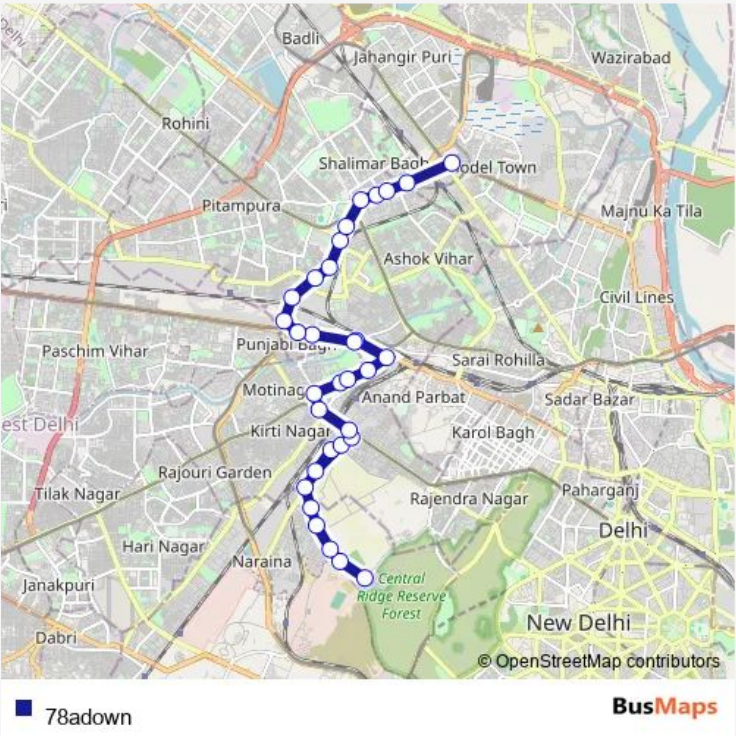 Badli
Jahangir Puri
Wazirabad
Delhi
Rohini
Shalimar Bagh
Model Town
Pitampura
Majnu Ka Tila
Ashok Vihar
Civil Lines
Punjabi Bagh
Paschim Vihar
Sarai Rohilla
Motinag
Anand Parbat
Sadar Bazar
est Delhi
Kirti Nagar
Karol Bagh
Rajouri Garden
Tilak Nagar
Rajendra Nagar
Paharganj
Delhi
Hari Nagar
Naraina
Janakpuri
Central
Ridge Reserve
Forest
New Delhi
Dabri
© OpenStreetMap contributors
78adown
BusMaps